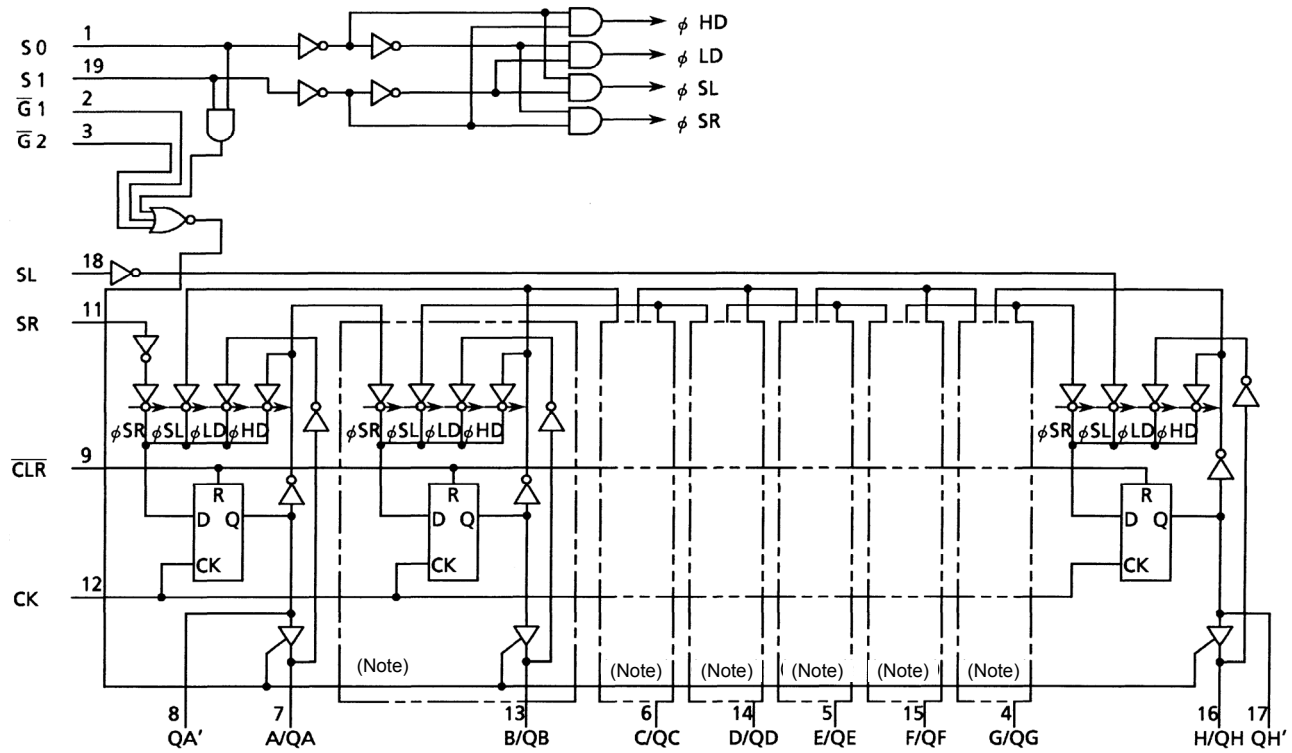 φ HD
S0 1
φ LD
S1 19
φ SL
G̅1 2
φ SR
G̅2 3
SL 18
SR 11
φSR φSL φLD φHD
φSR φSL φLD φHD
φSR φSL φLD φHD
C̅L̅R̅ 9
R
R
R
D Q
D Q
D Q
CK
CK
CK
CK 12
(Note)
(Note)
(Note)
(Note)
(Note)
(Note)
8 7 13 6 14 5 15 4 16 17
QA' A/QA B/QB C/QC D/QD E/QE F/QF G/QG H/QH QH'